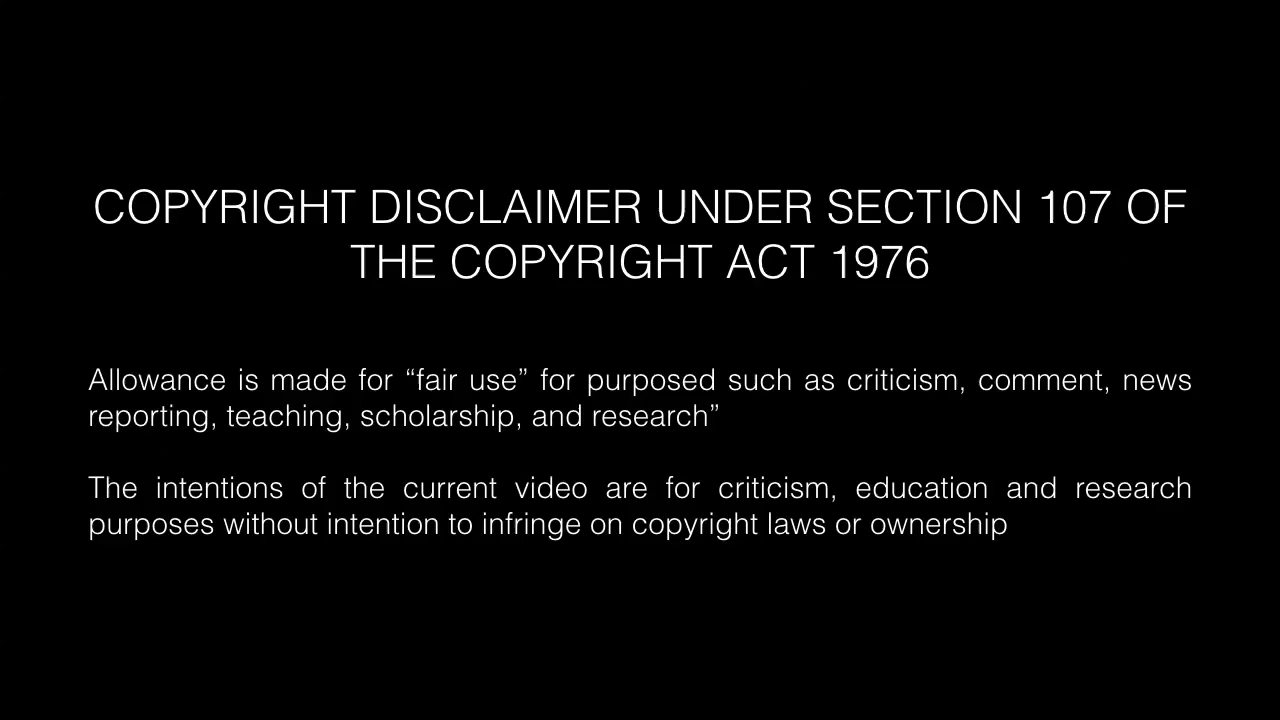 COPYRIGHT DISCLAIMER UNDER SECTION 107 OF
THE COPYRIGHT ACT 1976
Allowance is made for “fair use” for purposed such as criticism, comment, news
reporting, teaching, scholarship, and research”
The intentions of the current video are for criticism, education and research
purposes without intention to infringe on copyright laws or ownership